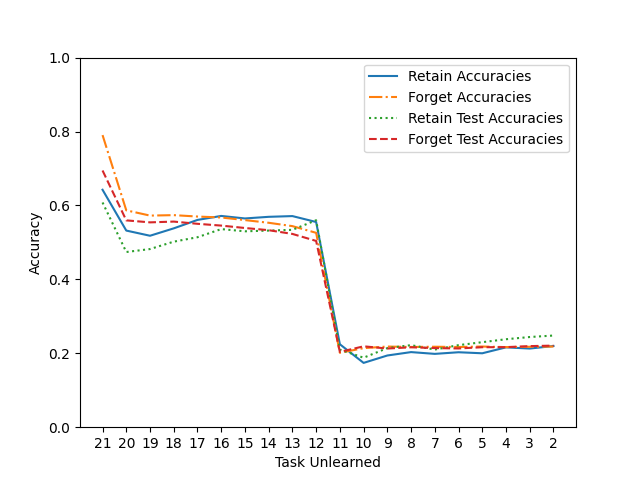 1.0
0.8
0.6
0.4
0.2
0.0
Accuracy
Retain Accuracies
Forget Accuracies
Retain Test Accuracies
Forget Test Accuracies
21 20 19 18 17 16 15 14 13 12 11 10 9 8 7 6 5 4 3 2
Task Unlearned